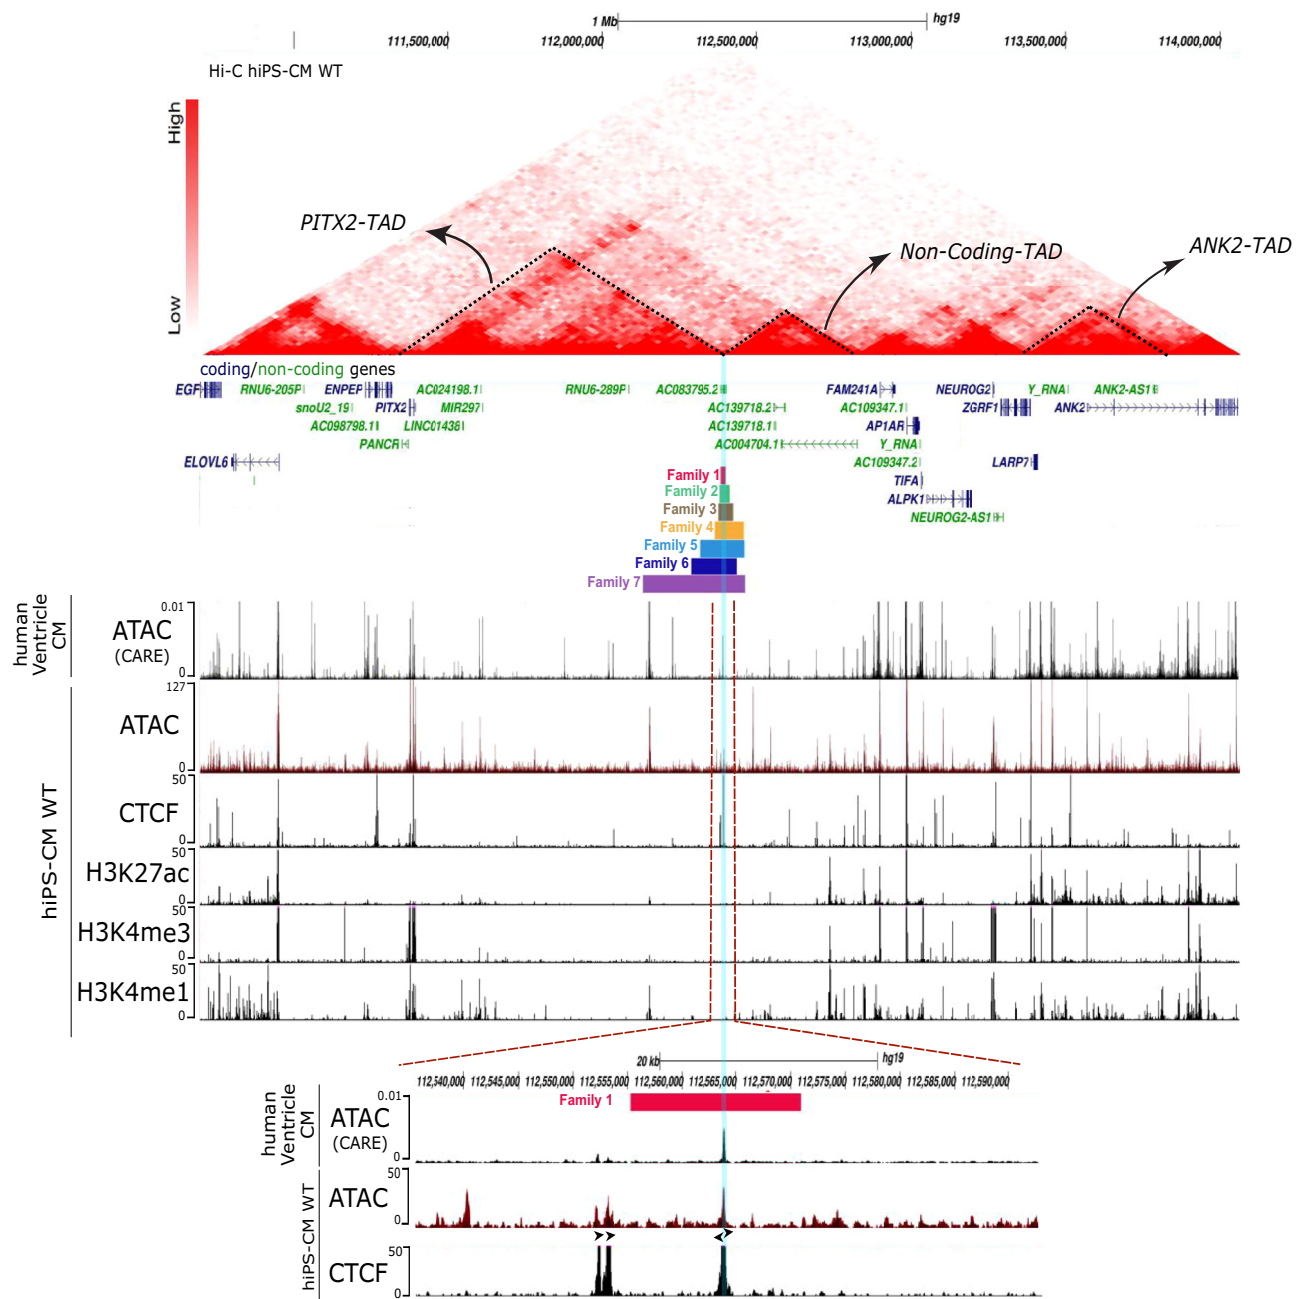 1 Mb hg19
111,500,000 112,000,000 112,500,000 113,000,000 113,500,000 114,000,000
Hi-C hiPS-CM WT
High
Low
PITX2-TAD
Non-Coding-TAD
ANK2-TAD
coding/non-coding genes
EGF RNU6-205P ENPEP AC024198.1 RNU6-289P AC083795.2 FAM241A NEUROG2 Y_RNA ANK2-AS1
snoU2_19 PITX2 MIR297 AC139718.2 AC109347.1 ZGRF1 ANK2
AC098798.1 LINC01438 AC139718.1 AP1AR
PANCR AC004704.1 Y_RNA
ELOVL6 AC109347.2 LARP7
Family 1 TIFA
Family 2 ALPK1
Family 3 NEUROG2-AS1
Family 4
Family 5
Family 6
Family 7
human Ventricle CM
ATAC (CARE)
0.01
0
hiPS-CM WT
ATAC
127
0
CTCF
50
0
H3K27ac
50
0
H3K4me3
50
0
H3K4me1
50
0
20 kb hg19
112,540,000 112,545,000 112,550,000 112,555,000 112,560,000 112,565,000 112,570,000 112,575,000 112,580,000 112,585,000 112,590,000
Family 1
human Ventricle CM
ATAC (CARE)
0.01
0
hiPS-CM WT
ATAC
50
0
CTCF
50
0